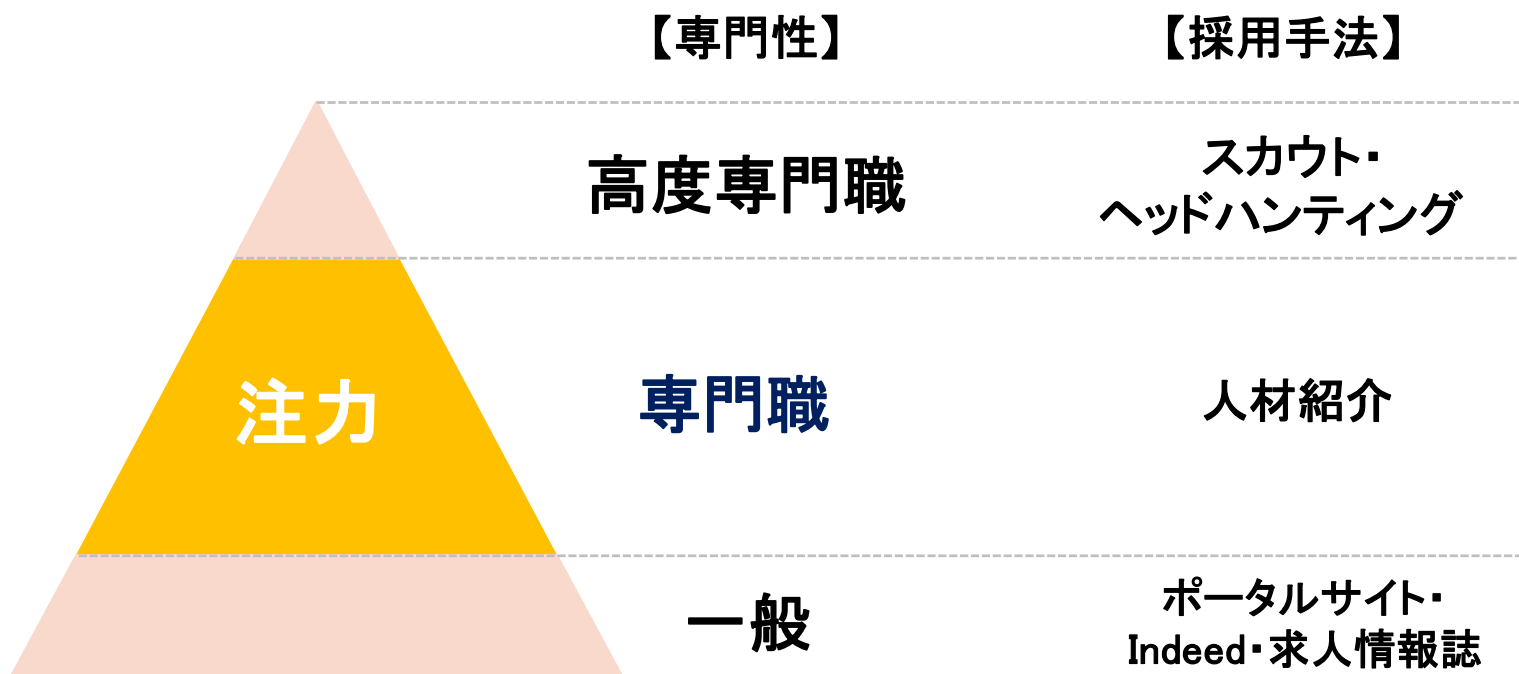 【専門性】
【採用手法】
高度専門職
スカウト・
ヘッドハンティング
注力
専門職
人材紹介
一般
ポータルサイト・
Indeed・求人情報誌